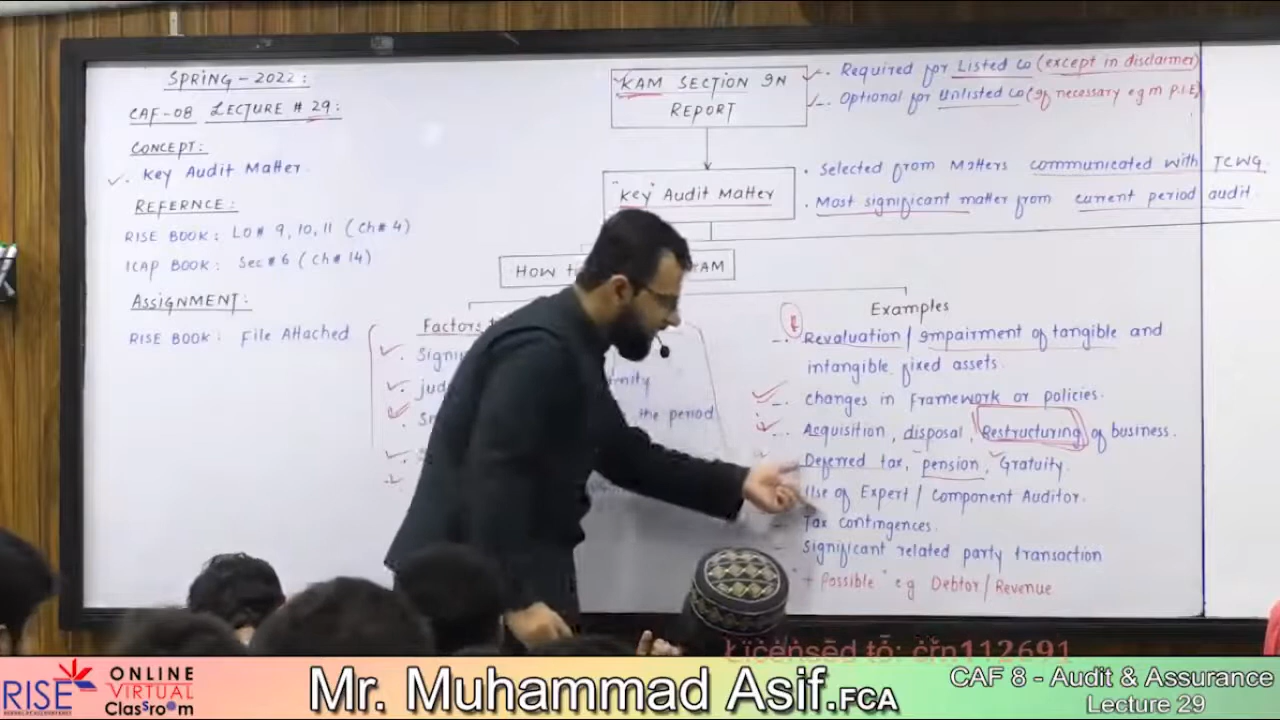 SPRING - 2022:
CAF-08 LECTURE # 29:
CONCEPT:
Key Audit Matter.
REFERNCE:
RISE BOOK: LO# 9, 10, 11 (Ch#4)
ICAP BOOK: Sec#6 (Ch#14)
ASSIGNMENT:
RISE BOOK: File Attached
KAM SECTION IN
REPORT
Required for Listed Co (except in disclaimer)
Optional for Unlisted Co (if necessary eg in P.I.E)
"Key" Audit Matter
Selected from Matters communicated with TCWG.
Most significant matter from current period audit.
How
Factors
the period
Examples
Revaluation / Impairment of tangible and
intangible fixed assets.
changes in framework or policies.
Acquisition, disposal, Restructuring of business.
Deferred tax, pension, Gratuity.
Use of Expert / Component Auditor.
Tax contingences.
Significant related party transaction
"+ Possible" eg Debtor / Revenue
Licensed to: crn112691
RISE
ONLINE
VIRTUAL
Classroom
Mr. Muhammad Asif.FCA
CAF 8 - Audit & Assurance
Lecture 29